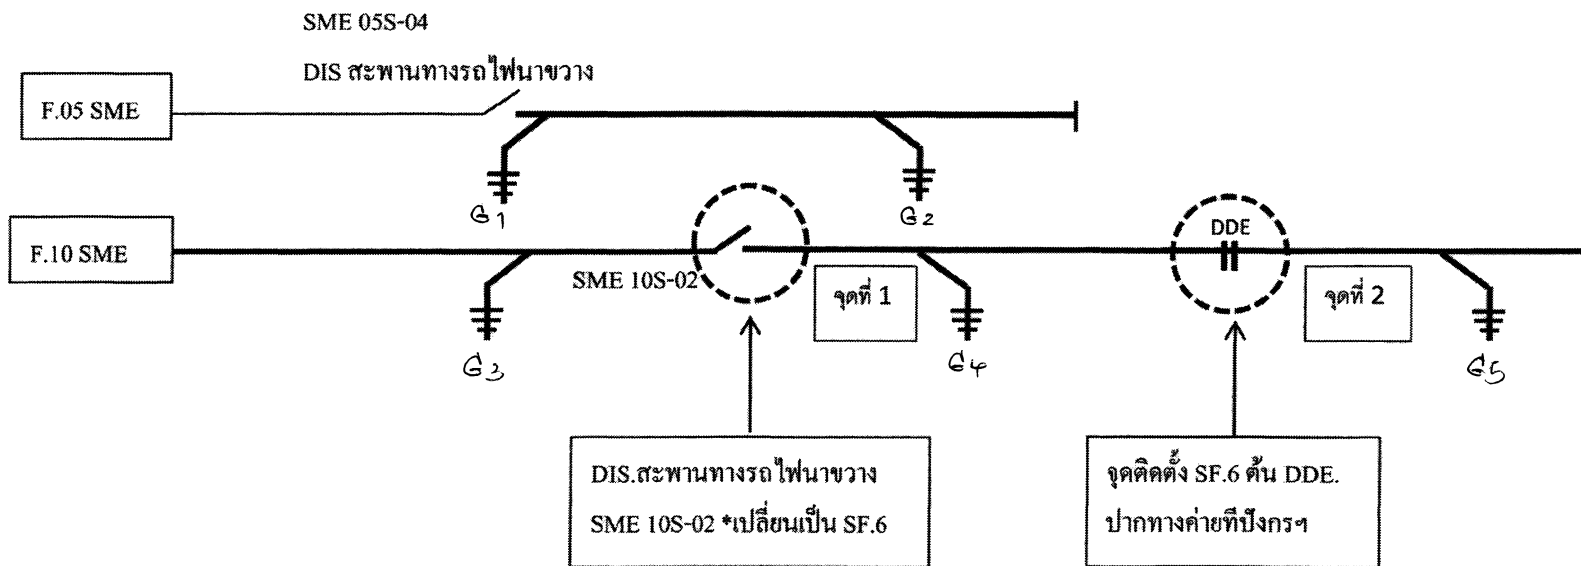 SME 05S-04
DIS สะพานทางรถไฟนาขวาง
F.05 SME
G1
G2
F.10 SME
SME 10S-02
จุดที่ 1
DDE
จุดที่ 2
G3
G4
G5
DIS.สะพานทางรถไฟนาขวาง
SME 10S-02 *เปลี่ยนเป็น SF.6
จุดติดตั้ง SF.6 ต้น DDE.
ปากทางค่ายทีปังกรฯ